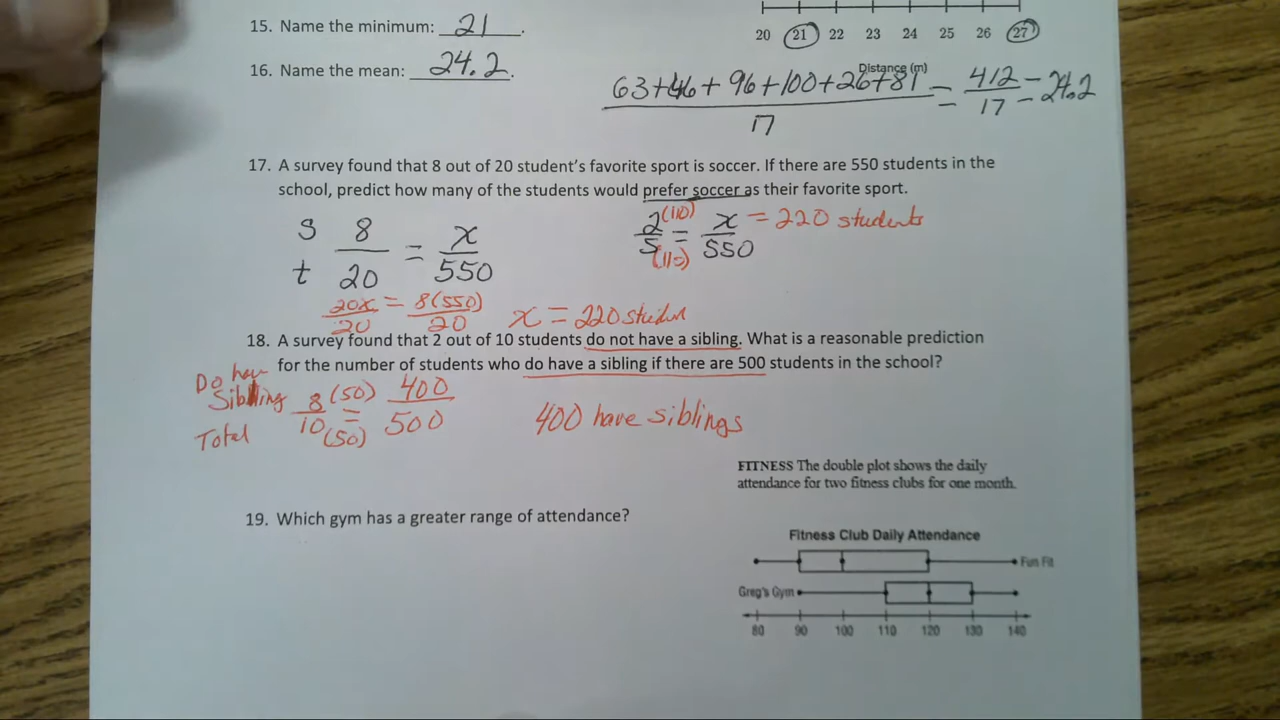 15. Name the minimum: 21.
20 21 22 23 24 25 26 27
Distance (m)
16. Name the mean: 24.2.
63+46+96+100+26+81 = 412 = 24.2
17 17
17. A survey found that 8 out of 20 student's favorite sport is soccer. If there are 550 students in the
school, predict how many of the students would prefer soccer as their favorite sport.
S 8 = x
t 20 550
20x = 8(550)
20 20
x = 220 studen
2(110) = x = 220 students
5(110) 550
18. A survey found that 2 out of 10 students do not have a sibling. What is a reasonable prediction
for the number of students who do have a sibling if there are 500 students in the school?
Do hav
Sibling 8 (50) = 400
Total 10 (50) 500
400 have siblings
FITNESS The double plot shows the daily
attendance for two fitness clubs for one month.
19. Which gym has a greater range of attendance?
Fitness Club Daily Attendance
Fun Fit
Greg's Gym
80 90 100 110 120 130 140